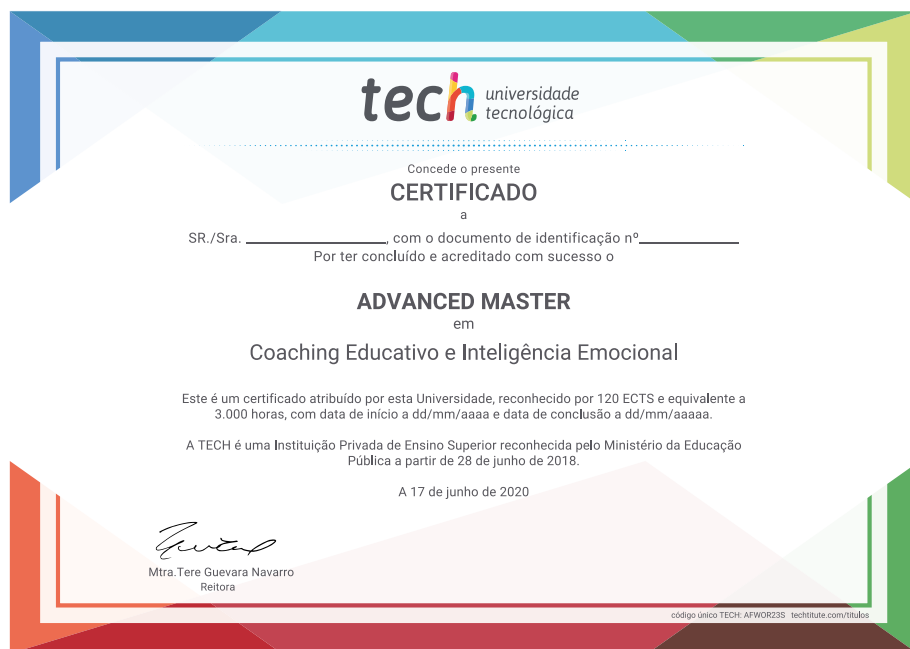 tech universidade
tecnológica
Concede o presente
CERTIFICADO
a
SR./Sra. ________________, com o documento de identificação nº____________
Por ter concluído e acreditado com sucesso o
ADVANCED MASTER
em
Coaching Educativo e Inteligência Emocional
Este é um certificado atribuído por esta Universidade, reconhecido por 120 ECTS e equivalente a
3.000 horas, com data de início a dd/mm/aaaa e data de conclusão a dd/mm/aaaaa.
A TECH é uma Instituição Privada de Ensino Superior reconhecida pelo Ministério da Educação
Pública a partir de 28 de junho de 2018.
A 17 de junho de 2020
Mtra.Tere Guevara Navarro
Reitora
código único TECH: AFWOR23S techtitute.com/titulos